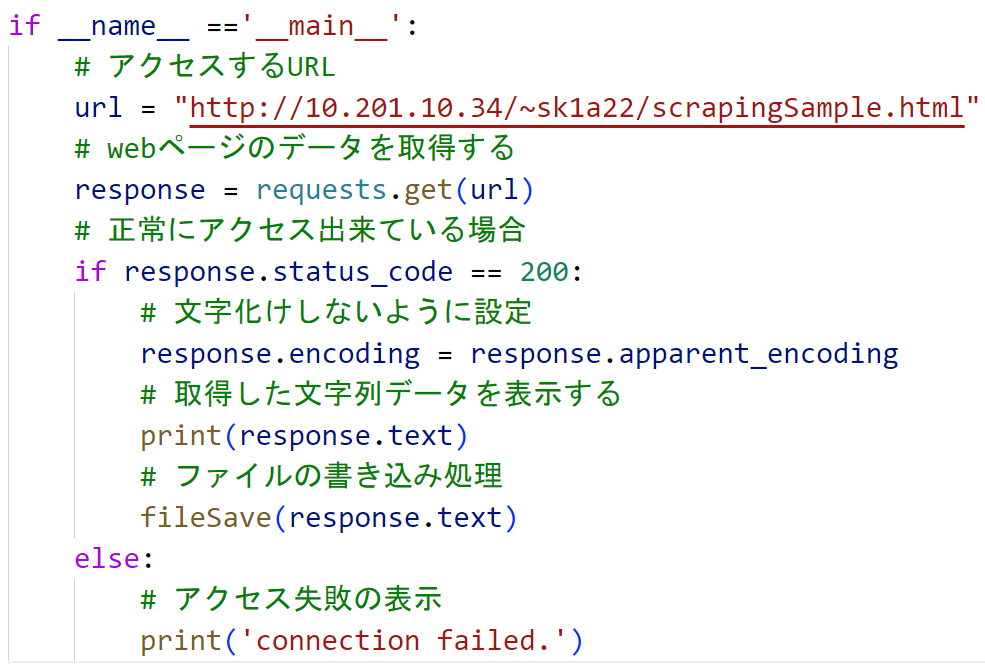 if __name__ =='__main__':
    # アクセスするURL
    url = "http://10.201.10.34/~sk1a22/scrapingSample.html"
    # webページのデータを取得する
    response = requests.get(url)
    # 正常にアクセス出来ている場合
    if response.status_code == 200:
        # 文字化けしないように設定
        response.encoding = response.apparent_encoding
        # 取得した文字列データを表示する
        print(response.text)
        # ファイルの書き込み処理
        fileSave(response.text)
    else:
        # アクセス失敗の表示
        print('connection failed.')